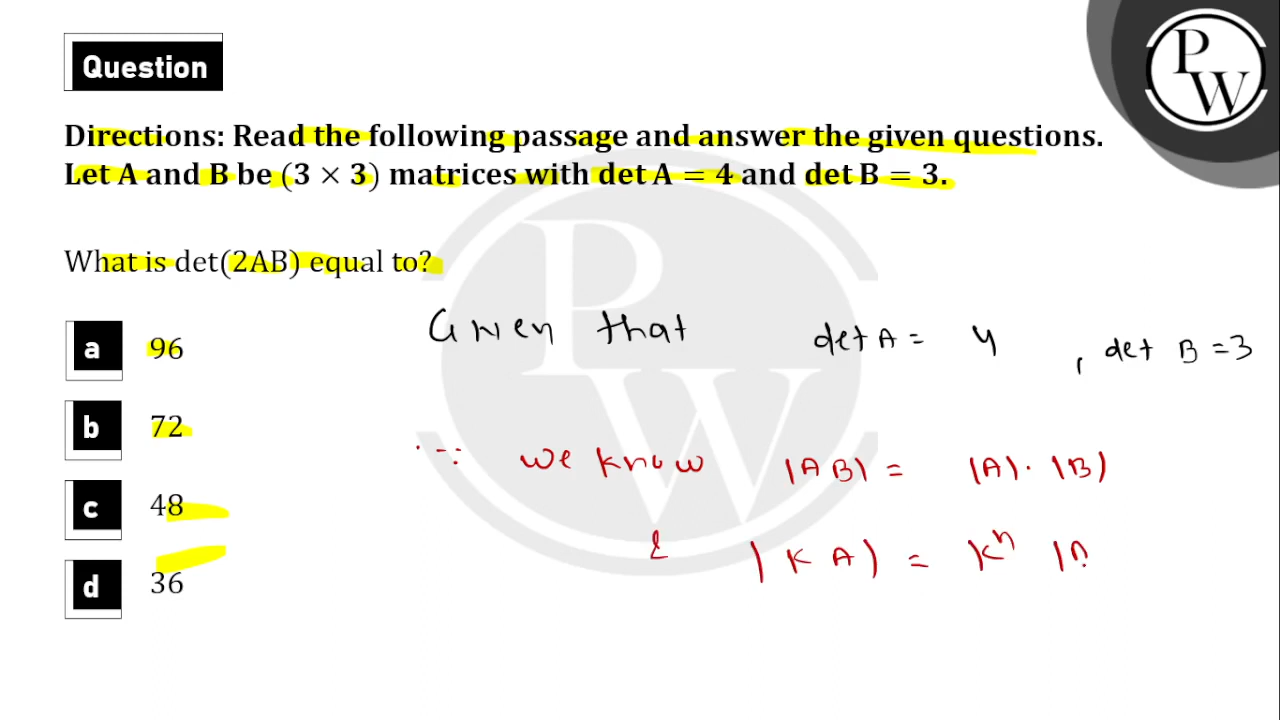 Question
PW
Directions: Read the following passage and answer the given questions.
Let A and B be (3 × 3) matrices with det A = 4 and det B = 3.
What is det(2AB) equal to?
a 96
b 72
c 48
d 36
Given that det A = 4 , det B = 3
∵ we know |AB| = |A|·|B|
& |KA| = Kⁿ |A
PW